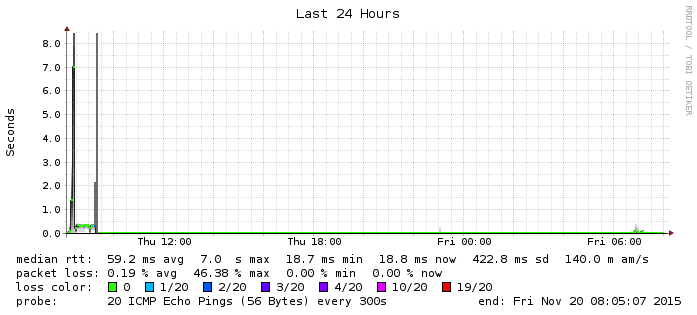 Last 24 Hours
RRDTOOL / TOBI OETIKER
Seconds
8.0
7.0
6.0
5.0
4.0
3.0
2.0
1.0
0.0
Thu 12:00 Thu 18:00 Fri 00:00 Fri 06:00
median rtt: 59.2 ms avg 7.0 s max 18.7 ms min 18.8 ms now 422.8 ms sd 140.0 m am/s
packet loss: 0.19 % avg 46.38 % max 0.00 % min 0.00 % now
loss color: 0 1/20 2/20 3/20 4/20 10/20 19/20
probe: 20 ICMP Echo Pings (56 Bytes) every 300s end: Fri Nov 20 08:05:07 2015